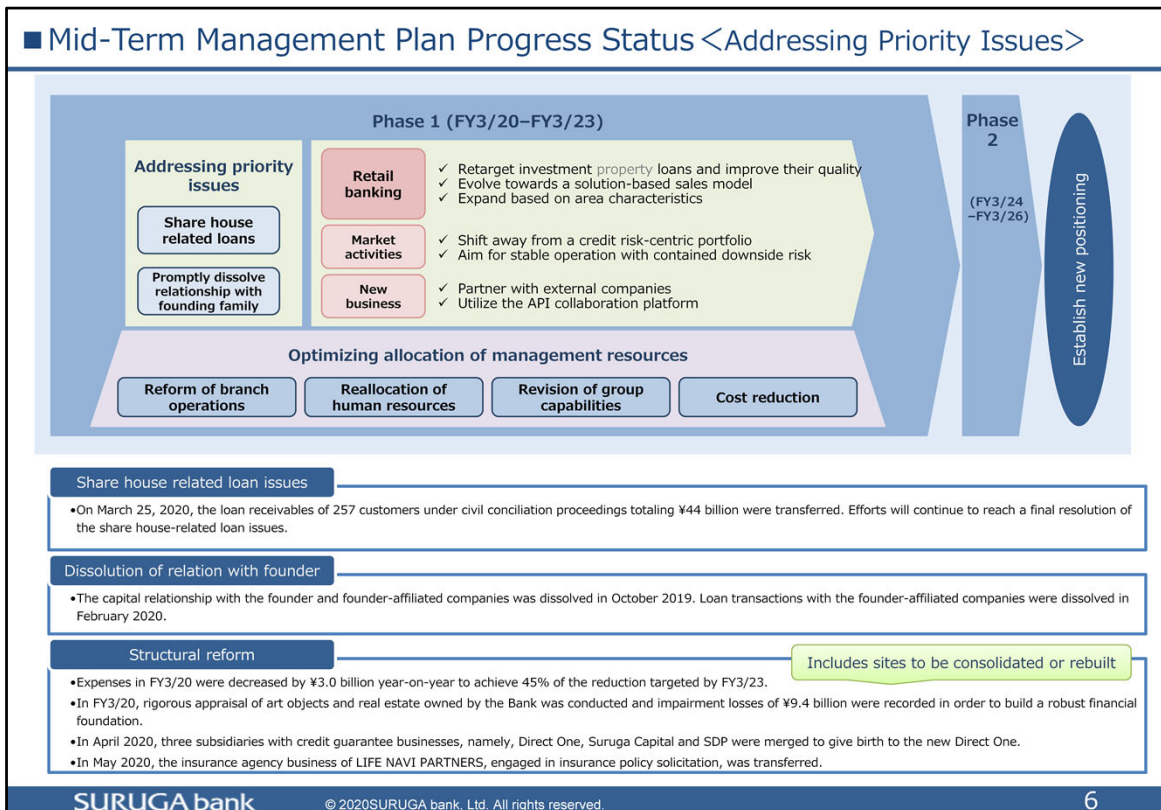 ■Mid-Term Management Plan Progress Status <Addressing Priority Issues>
Phase 1 (FY3/20–FY3/23)
Addressing priority
issues
Share house
related loans
Promptly dissolve
relationship with
founding family
Retail
banking
✓ Retarget investment property loans and improve their quality
✓ Evolve towards a solution-based sales model
✓ Expand based on area characteristics
Market
activities
✓ Shift away from a credit risk-centric portfolio
✓ Aim for stable operation with contained downside risk
New
business
✓ Partner with external companies
✓ Utilize the API collaboration platform
Optimizing allocation of management resources
Reform of branch
operations
Reallocation of
human resources
Revision of group
capabilities
Cost reduction
Phase
2
(FY3/24
–FY3/26)
Establish new positioning
Share house related loan issues
•On March 25, 2020, the loan receivables of 257 customers under civil conciliation proceedings totaling ¥44 billion were transferred. Efforts will continue to reach a final resolution of
the share house-related loan issues.
Dissolution of relation with founder
•The capital relationship with the founder and founder-affiliated companies was dissolved in October 2019. Loan transactions with the founder-affiliated companies were dissolved in
February 2020.
Structural reform
Includes sites to be consolidated or rebuilt
•Expenses in FY3/20 were decreased by ¥3.0 billion year-on-year to achieve 45% of the reduction targeted by FY3/23.
•In FY3/20, rigorous appraisal of art objects and real estate owned by the Bank was conducted and impairment losses of ¥9.4 billion were recorded in order to build a robust financial
foundation.
•In April 2020, three subsidiaries with credit guarantee businesses, namely, Direct One, Suruga Capital and SDP were merged to give birth to the new Direct One.
•In May 2020, the insurance agency business of LIFE NAVI PARTNERS, engaged in insurance policy solicitation, was transferred.
SURUGA bank
© 2020SURUGA bank, Ltd. All rights reserved.
6